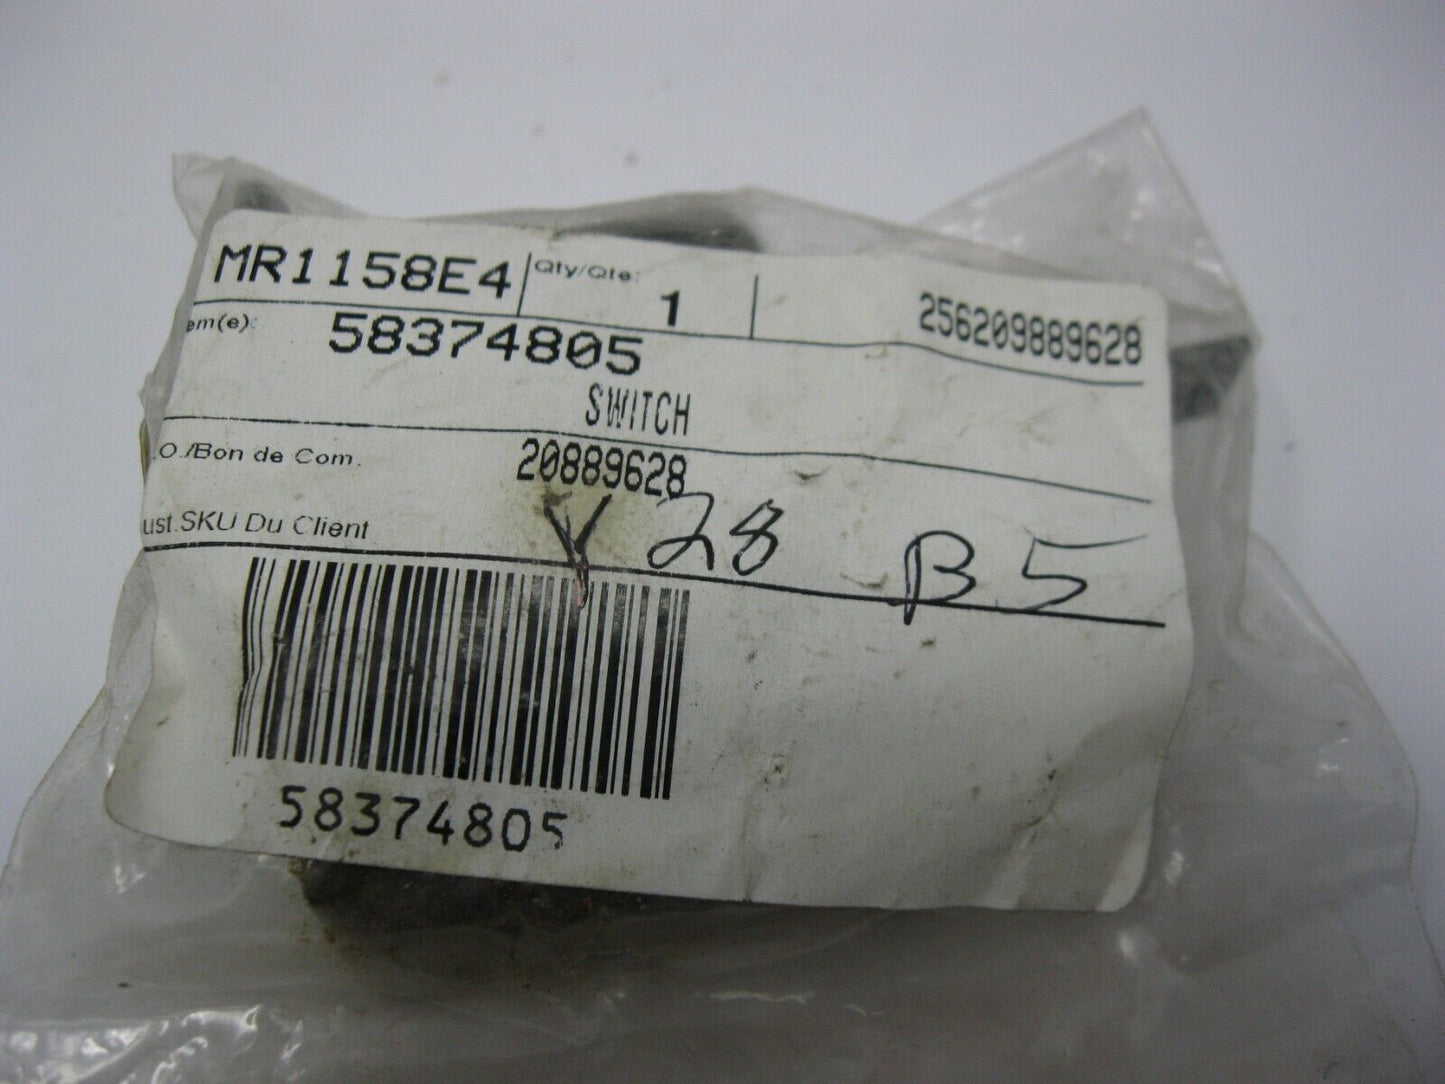 MR1158E4 Qty/Qte: 1 256209889628
em(e): 58374805
SWITCH
.O./Bon de Com. 20889628
ust.SKU Du Client Y 28 B5
58374805